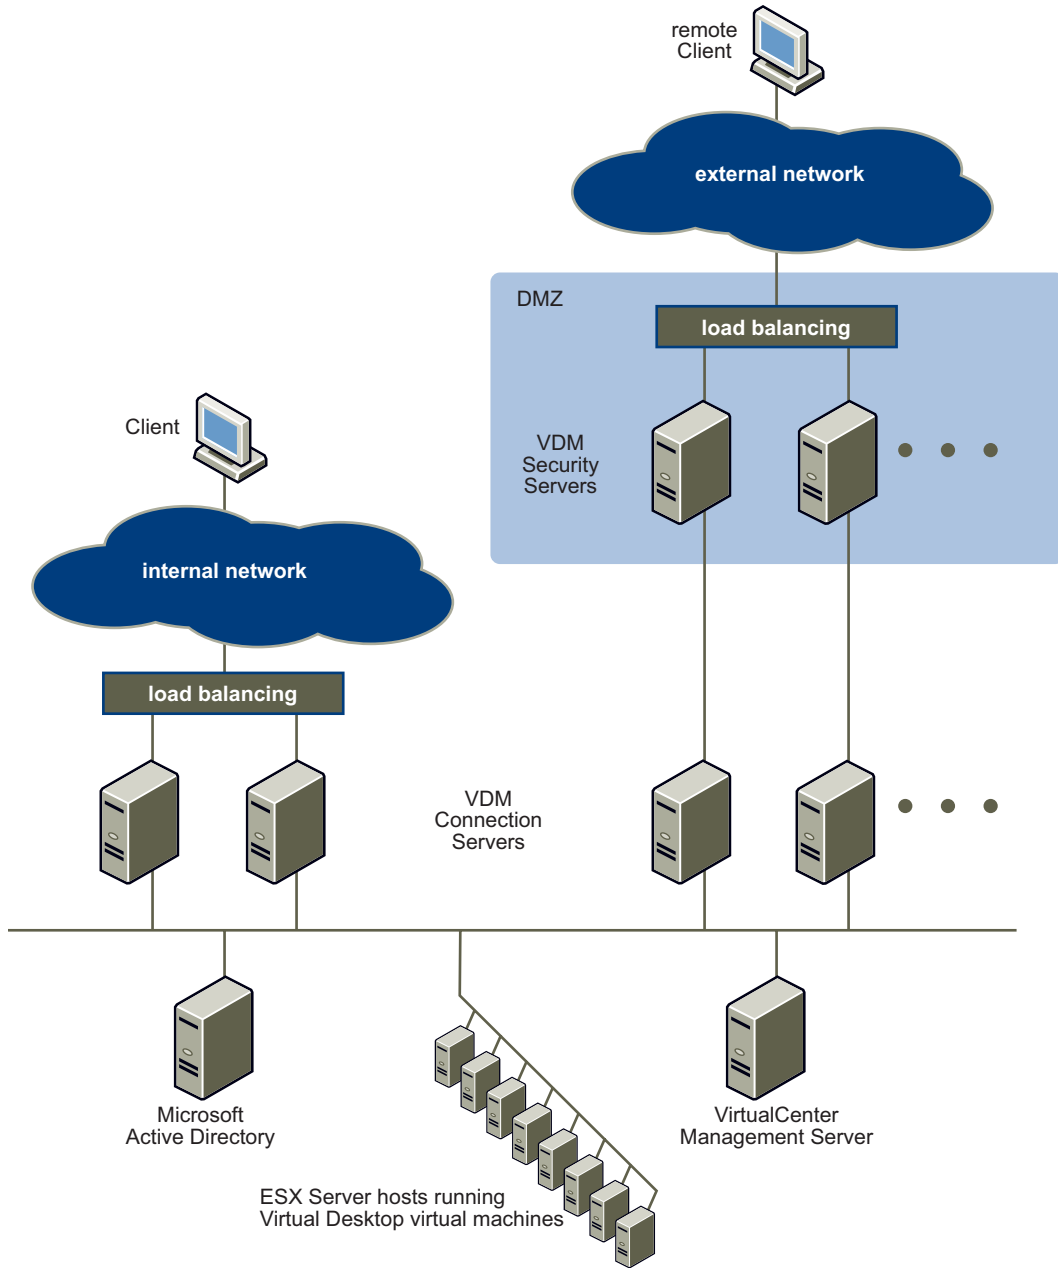 remote
Client
external network
DMZ
load balancing
Client
VDM
Security
Servers
internal network
load balancing
VDM
Connection
Servers
Microsoft
Active Directory
VirtualCenter
Management Server
ESX Server hosts running
Virtual Desktop virtual machines